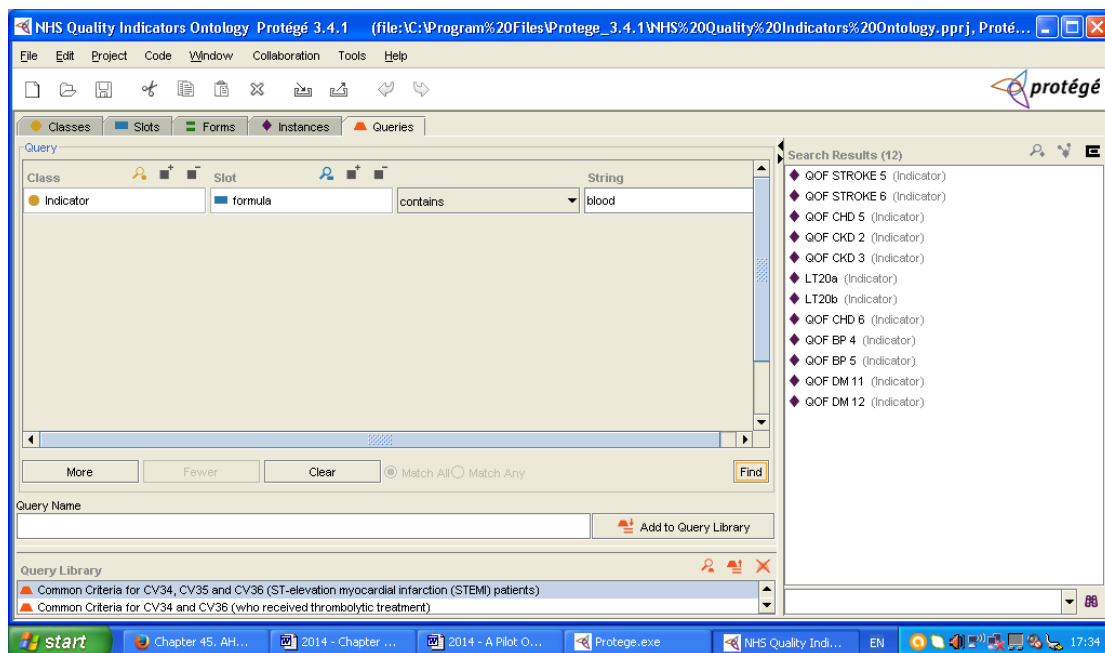 NHS Quality Indicators Ontology Protégé 3.4.1 (file:\C:\Program%20Files\Protege_3.4.1\NHS%20Quality%20Indicators%20Ontology.pprj, Proté...
File Edit Project Code Window Collaboration Tools Help
protégé
Classes Slots Forms Instances Queries
Query
Class Slot String
Indicator formula contains blood
More Fewer Clear Match All Match Any Find
Query Name
Add to Query Library
Query Library
Common Criteria for CV34, CV35 and CV36 (ST-elevation myocardial infarction (STEMI) patients)
Common Criteria for CV34 and CV36 (who received thrombolytic treatment)
Search Results (12)
QOF STROKE 5 (Indicator)
QOF STROKE 6 (Indicator)
QOF CHD 5 (Indicator)
QOF CKD 2 (Indicator)
QOF CKD 3 (Indicator)
LT20a (Indicator)
LT20b (Indicator)
QOF CHD 6 (Indicator)
QOF BP 4 (Indicator)
QOF BP 5 (Indicator)
QOF DM 11 (Indicator)
QOF DM 12 (Indicator)
start Chapter 45. AH... 2014 - Chapter ... 2014 - A Pilot O... Protege.exe NHS Quality Indi... EN 17:34